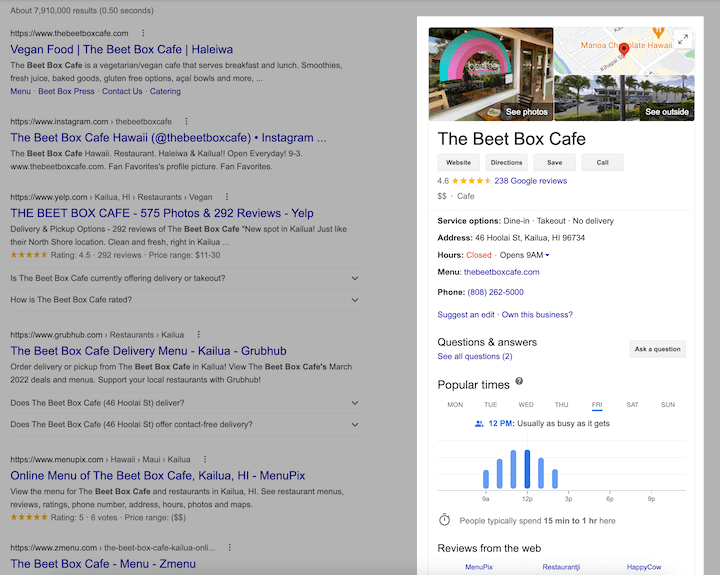 About 7,910,000 results (0.50 seconds)
https://www.thebeetboxcafe.com
Vegan Food | The Beet Box Cafe | Haleiwa
The Beet Box Cafe is a vegetarian/vegan cafe that serves breakfast and lunch. Smoothies,
fresh juice, baked goods, gluten free options, açaí bowls and more, ...
Menu · Beet Box Press · Contact Us · Catering
https://www.instagram.com › thebeetboxcafe
The Beet Box Cafe Hawaii (@thebeetboxcafe) • Instagram ...
The Beet Box Cafe Hawaii. Restaurant. Haleiwa & Kailua!! Open Everyday! 9-3.
www.thebeetboxcafe.com. Fan Favorites's profile picture. Fan Favorites.
https://www.yelp.com › Kailua, HI › Restaurants › Vegan
THE BEET BOX CAFE - 575 Photos & 292 Reviews - Yelp
Delivery & Pickup Options - 292 reviews of The Beet Box Cafe "New spot in Kailua! Just like
their North Shore location. Clean and fresh, right in Kailua ...
Rating: 4.5 · 292 reviews · Price range: $11-30
Is The Beet Box Cafe currently offering delivery or takeout?
How is The Beet Box Cafe rated?
https://www.grubhub.com › Restaurants › Kailua
The Beet Box Cafe Delivery Menu - Kailua - Grubhub
Order delivery or pickup from The Beet Box Cafe in Kailua! View The Beet Box Cafe's March
2022 deals and menus. Support your local restaurants with Grubhub!
Does The Beet Box Cafe (46 Hoolai St) deliver?
Does The Beet Box Cafe (46 Hoolai St) offer contact-free delivery?
https://www.menupix.com › Hawaii › Maui › Kailua
Online Menu of The Beet Box Cafe, Kailua, HI - MenuPix
View the menu for The Beet Box Cafe and restaurants in Kailua, HI. See restaurant menus,
reviews, ratings, phone number, address, hours, photos and maps.
Rating: 5 · 6 votes · Price range: ($$)
https://www.zmenu.com › the-beet-box-cafe-kailua-onli...
The Beet Box Cafe - Menu - Zmenu
See photos
See outside
The Beet Box Cafe
Website Directions Save Call
4.6 238 Google reviews
$$ · Cafe
Service options: Dine-in · Takeout · No delivery
Address: 46 Hoolai St, Kailua, HI 96734
Hours: Closed · Opens 9AM
Menu: thebeetboxcafe.com
Phone: (808) 262-5000
Suggest an edit · Own this business?
Questions & answers
See all questions (2)
Ask a question
Popular times
MON TUE WED THU FRI SAT SUN
12 PM: Usually as busy as it gets
9a 12p 3p 6p 9p
People typically spend 15 min to 1 hr here
Reviews from the web
MenuPix Restaurantji HappyCow